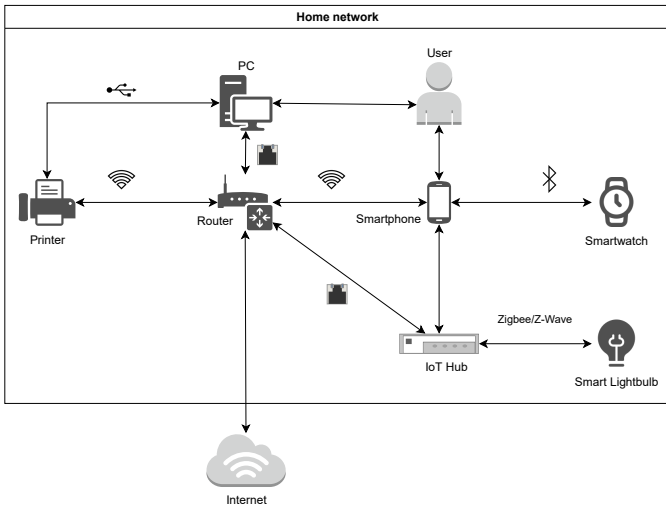 Home network
User
PC
Router
Smartphone
Printer
Smartwatch
Zigbee/Z-Wave
IoT Hub
Smart Lightbulb
Internet